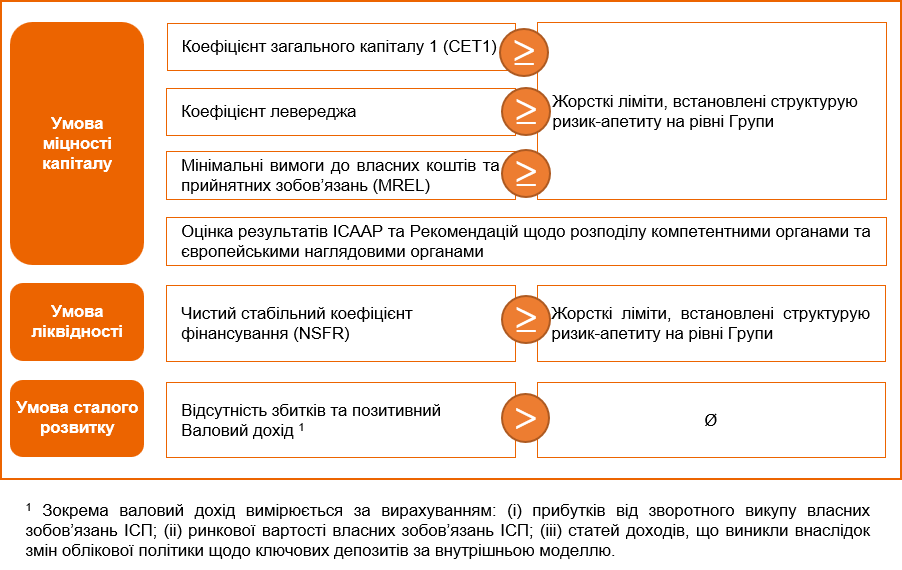 Умова
міцності
капіталу
Коефіцієнт загального капіталу 1 (CET1)
≥
Коефіцієнт левереджа
≥
Мінімальні вимоги до власних коштів та
прийнятних зобов’язань (MREL)
≥
Жорсткі ліміти, встановлені структурую
ризик-апетиту на рівні Групи
Оцінка результатів ICAAP та Рекомендацій щодо розподілу компетентними органами та
європейськими наглядовими органами
Умова
ліквідності
Чистий стабільний коефіцієнт
фінансування (NSFR)
≥
Жорсткі ліміти, встановлені структурую
ризик-апетиту на рівні Групи
Умова сталого
розвитку
Відсутність збитків та позитивний
Валовий дохід ¹
>
Ø
¹ Зокрема валовий дохід вимірюється за вирахуванням: (i) прибутків від зворотного викупу власних
зобов’язань ІСП; (ii) ринкової вартості власних зобов’язань ІСП; (iii) статей доходів, що виникли внаслідок
змін облікової політики щодо ключових депозитів за внутрішньою моделлю.